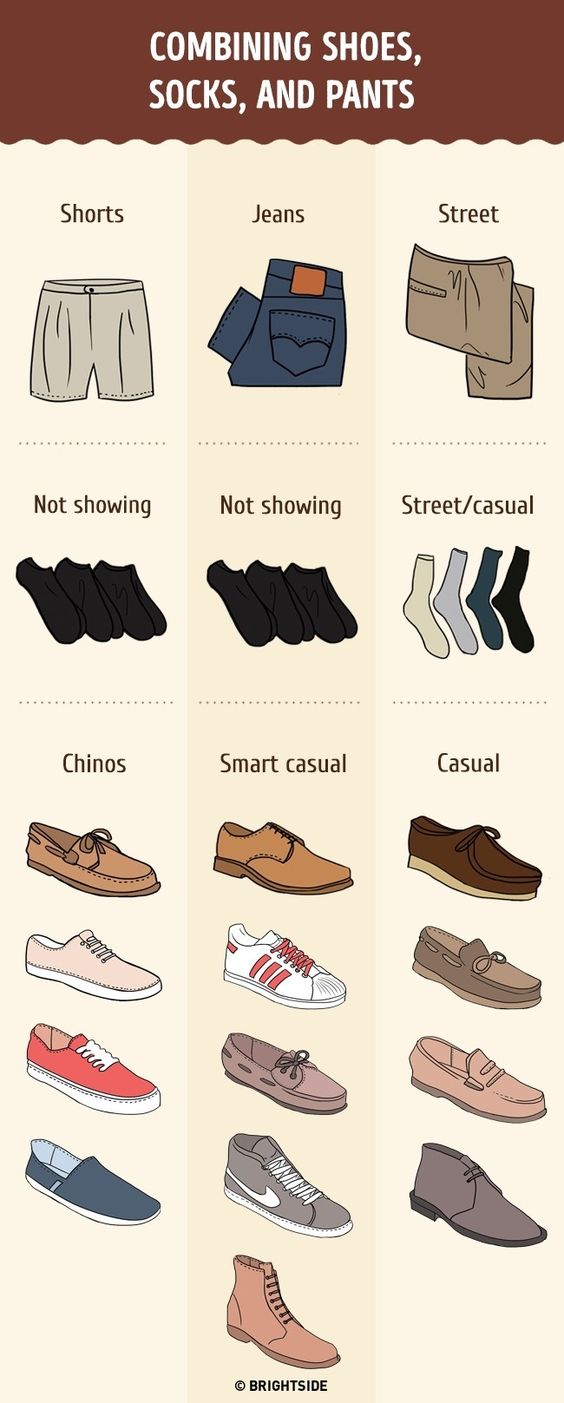 COMBINING SHOES,
SOCKS, AND PANTS
Shorts
Jeans
Street
Not showing
Not showing
Street/casual
Chinos
Smart casual
Casual
© BRIGHTSIDE